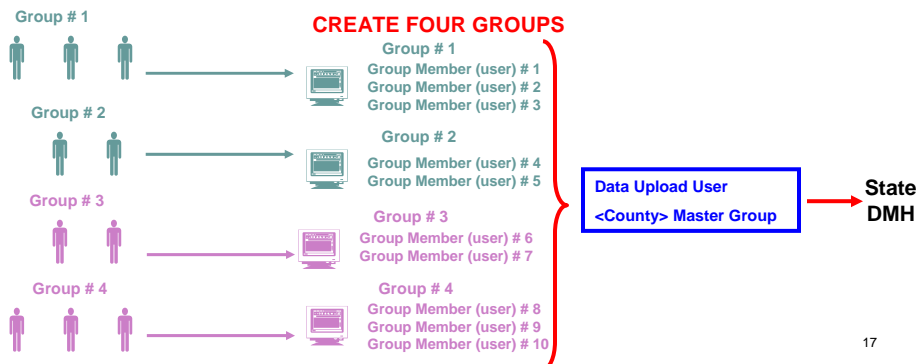 CREATE FOUR GROUPS
Group # 1
Group # 1
Group Member (user) # 1
Group Member (user) # 2
Group Member (user) # 3
Group # 2
Group # 2
Group Member (user) # 4
Group Member (user) # 5
Group # 3
Group # 3
Group Member (user) # 6
Group Member (user) # 7
Group # 4
Group # 4
Group Member (user) # 8
Group Member (user) # 9
Group Member (user) # 10
Data Upload User
<County> Master Group
State
DMH
17